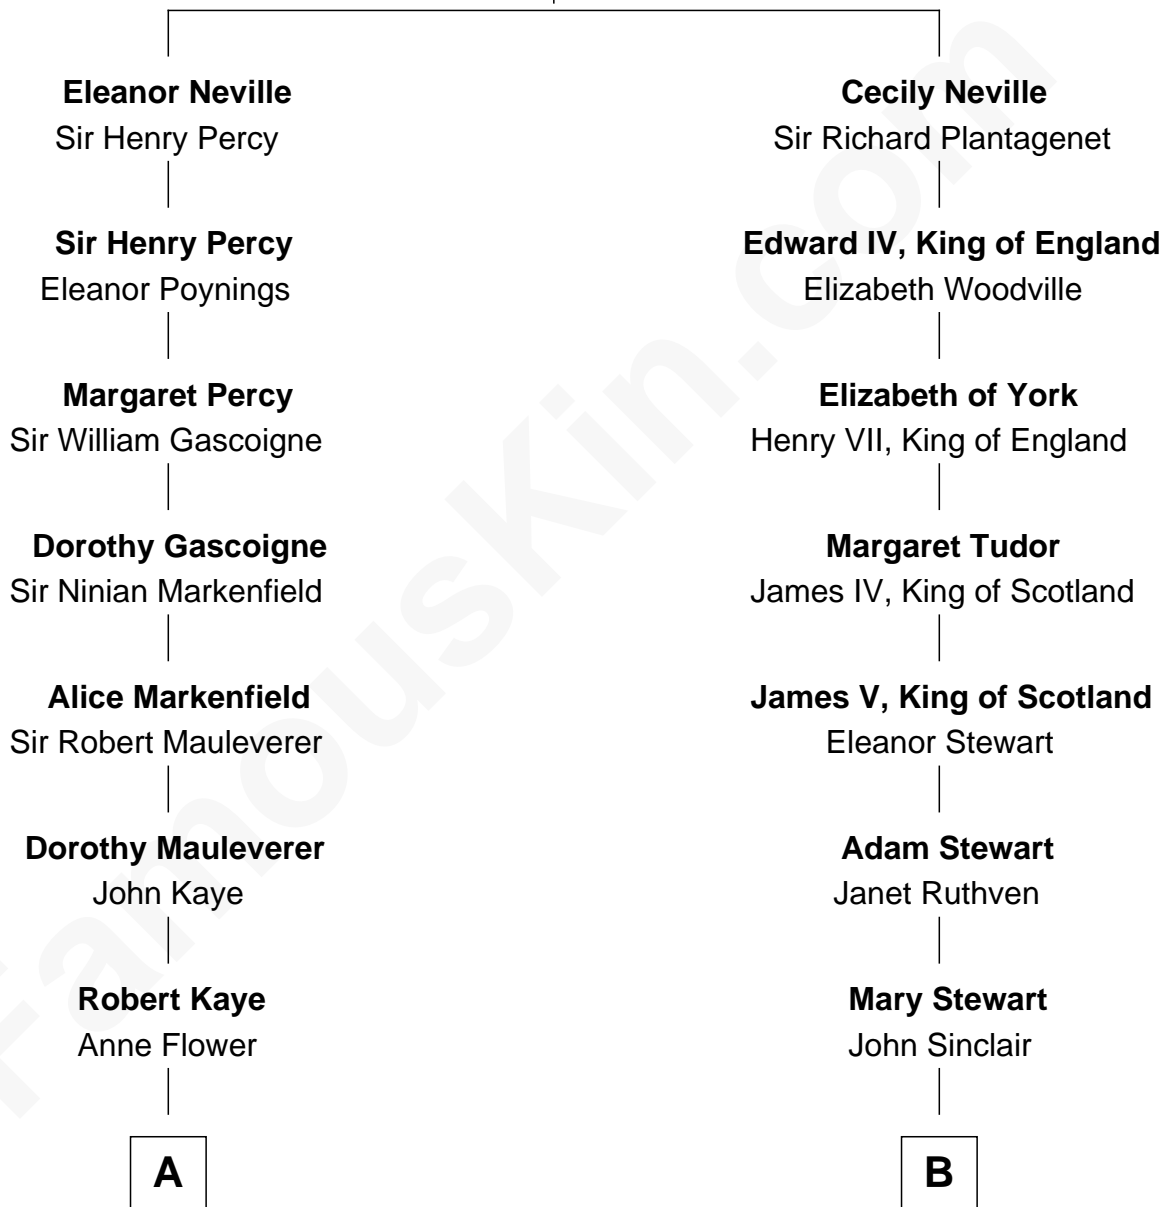 Eleanor Neville
Sir Henry Percy
Cecily Neville
Sir Richard Plantagenet
Sir Henry Percy
Eleanor Poynings
Edward IV, King of England
Elizabeth Woodville
Margaret Percy
Sir William Gascoigne
Elizabeth of York
Henry VII, King of England
Dorothy Gascoigne
Sir Ninian Markenfield
Margaret Tudor
James IV, King of Scotland
Alice Markenfield
Sir Robert Mauleverer
James V, King of Scotland
Eleanor Stewart
Dorothy Mauleverer
John Kaye
Adam Stewart
Janet Ruthven
Robert Kaye
Anne Flower
Mary Stewart
John Sinclair
A
B
FamousKin.com